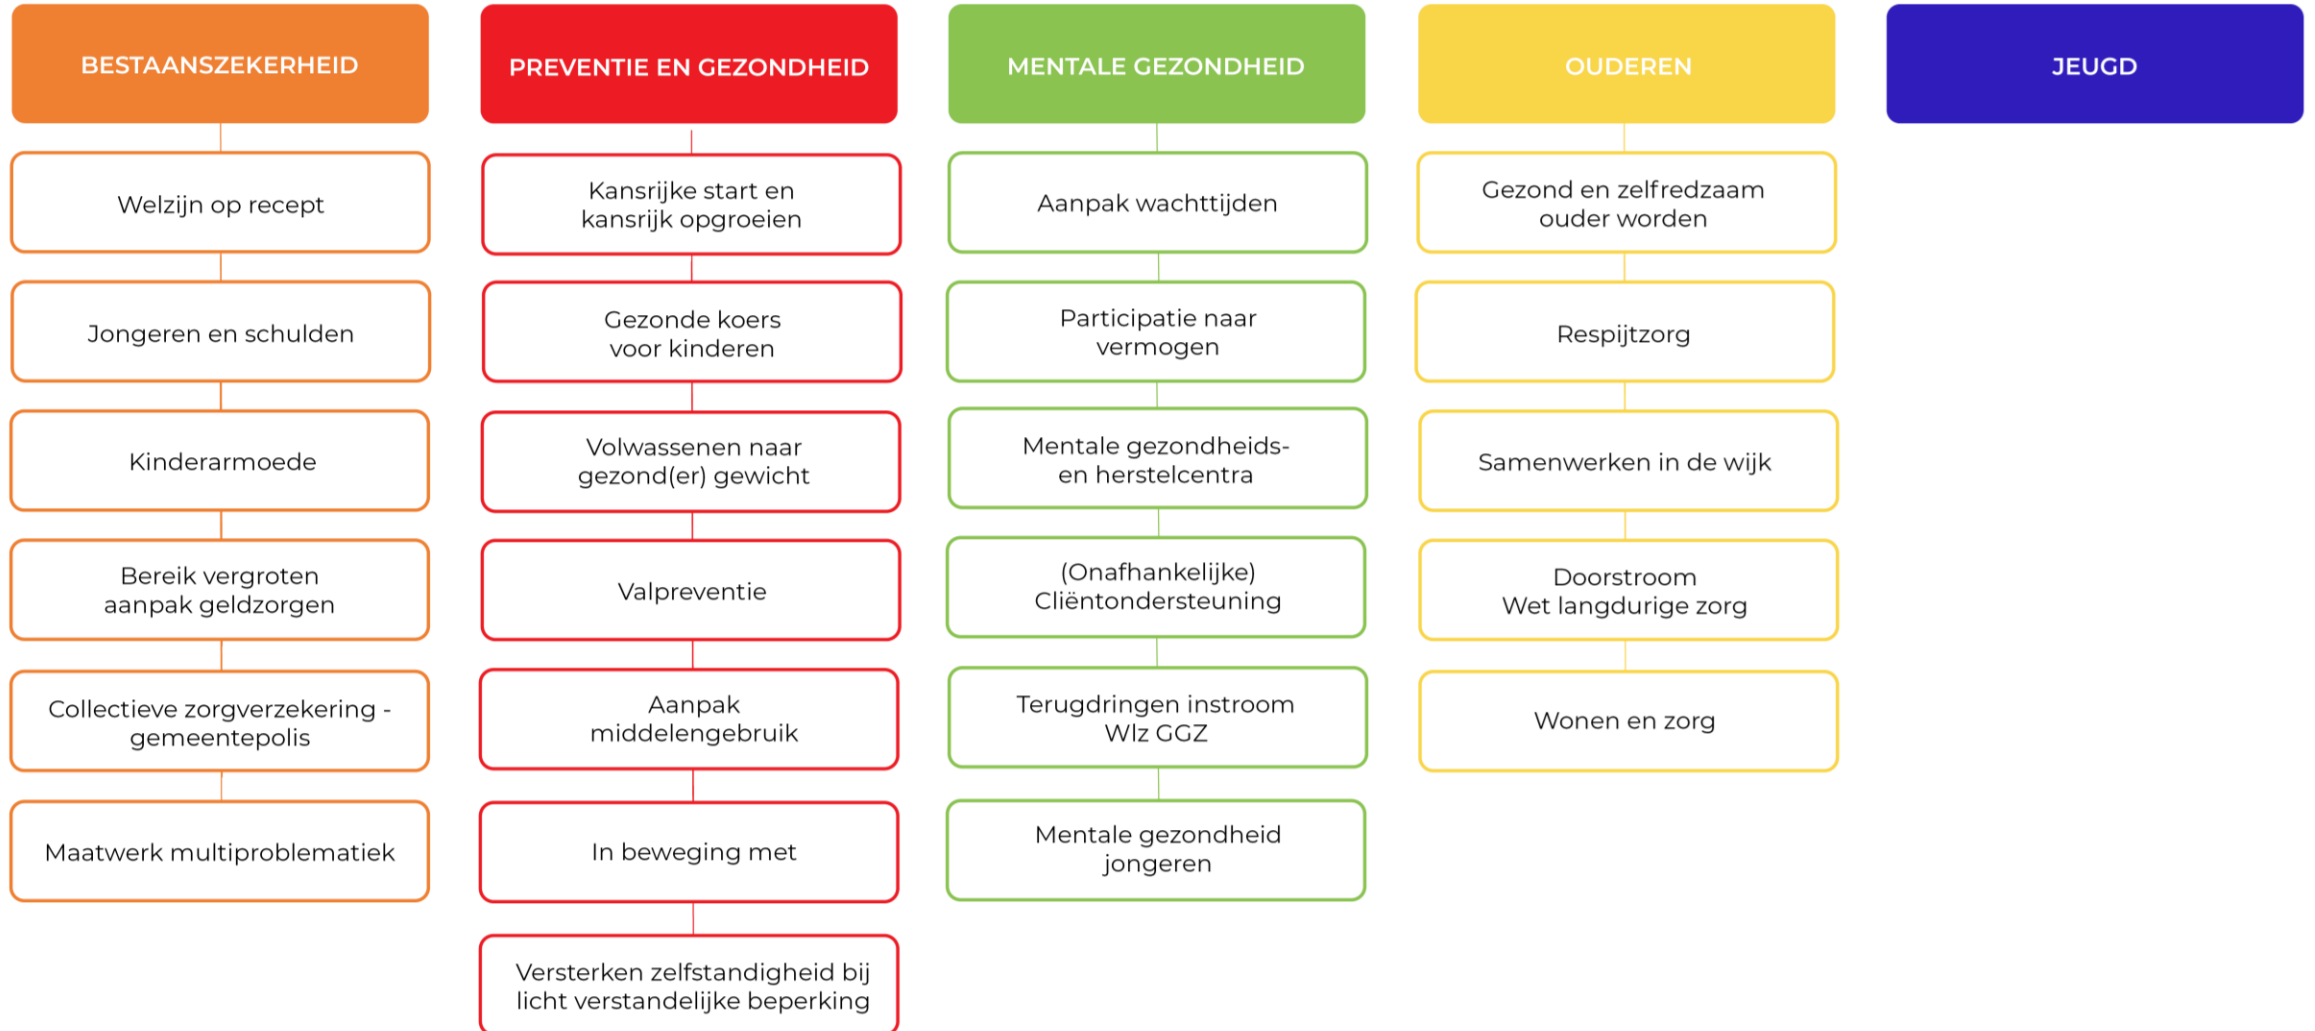 BESTAANSZEKERHEID
Welzijn op recept
Jongeren en schulden
Kinderarmoede
Bereik vergroten
aanpak geldzorgen
Collectieve zorgverzekering -
gemeentepolis
Maatwerk multiproblematiek
PREVENTIE EN GEZONDHEID
Kansrijke start en
kansrijk opgroeien
Gezonde koers
voor kinderen
Volwassenen naar
gezond(er) gewicht
Valpreventie
Aanpak
middelengebruik
In beweging met
Versterken zelfstandigheid bij
licht verstandelijke beperking
MENTALE GEZONDHEID
Aanpak wachttijden
Participatie naar
vermogen
Mentale gezondheids-
en herstelcentra
(Onafhankelijke)
Cliëntondersteuning
Terugdringen instroom
Wlz GGZ
Mentale gezondheid
jongeren
OUDEREN
Gezond en zelfredzaam
ouder worden
Respijtzorg
Samenwerken in de wijk
Doorstroom
Wet langdurige zorg
Wonen en zorg
JEUGD